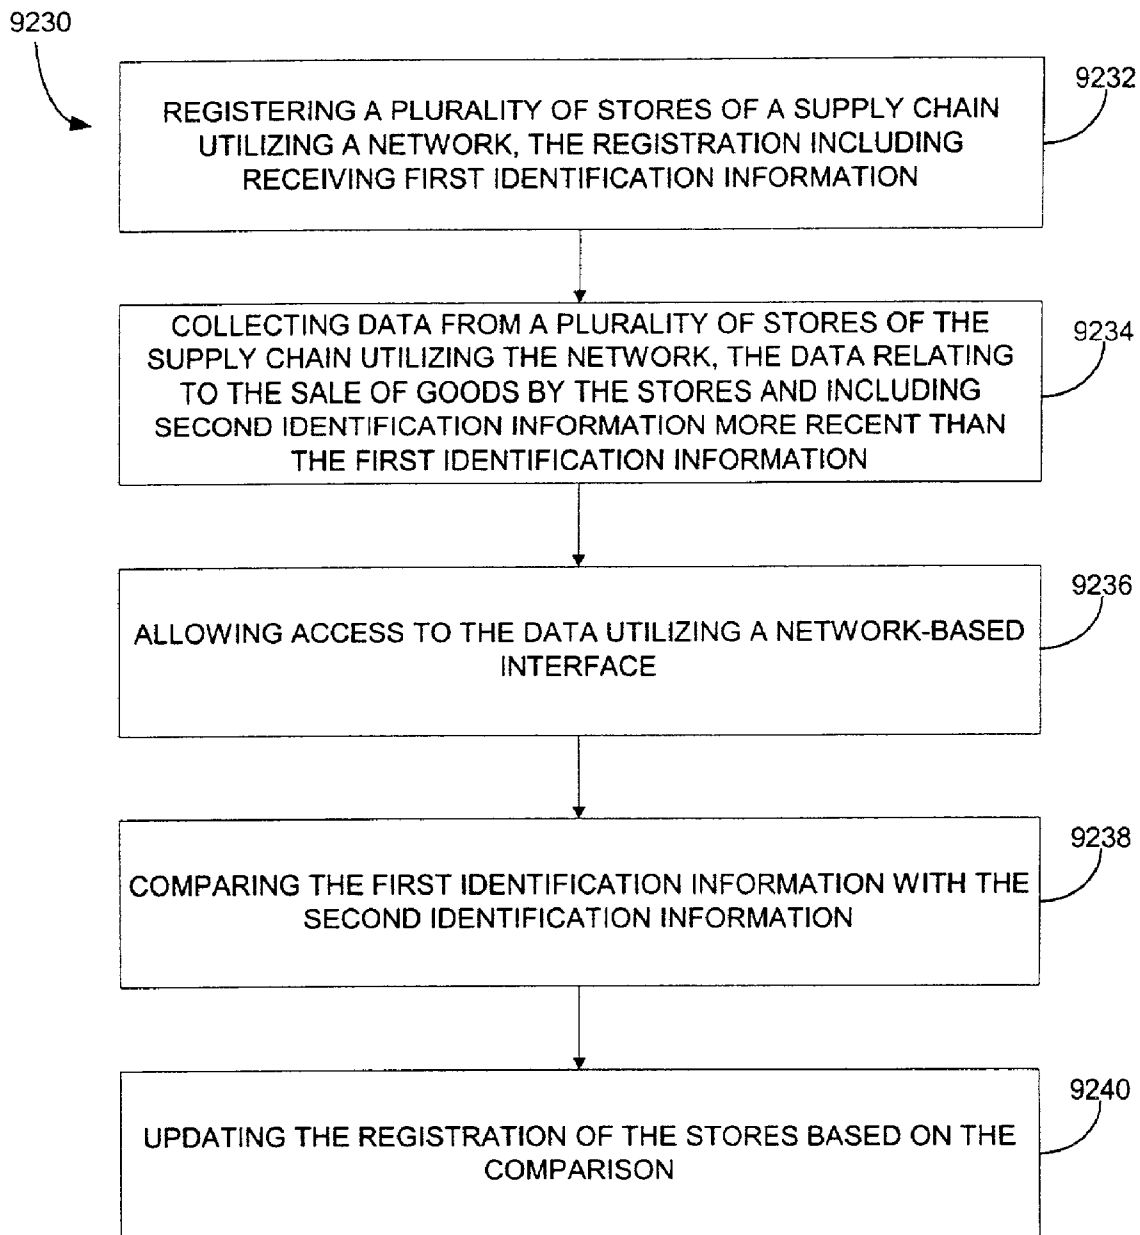 9230
REGISTERING A PLURALITY OF STORES OF A SUPPLY CHAIN
UTILIZING A NETWORK, THE REGISTRATION INCLUDING
RECEIVING FIRST IDENTIFICATION INFORMATION
9232
COLLECTING DATA FROM A PLURALITY OF STORES OF THE
SUPPLY CHAIN UTILIZING THE NETWORK, THE DATA RELATING
TO THE SALE OF GOODS BY THE STORES AND INCLUDING
SECOND IDENTIFICATION INFORMATION MORE RECENT THAN
THE FIRST IDENTIFICATION INFORMATION
9234
ALLOWING ACCESS TO THE DATA UTILIZING A NETWORK-BASED
INTERFACE
9236
COMPARING THE FIRST IDENTIFICATION INFORMATION WITH THE
SECOND IDENTIFICATION INFORMATION
9238
UPDATING THE REGISTRATION OF THE STORES BASED ON THE
COMPARISON
9240